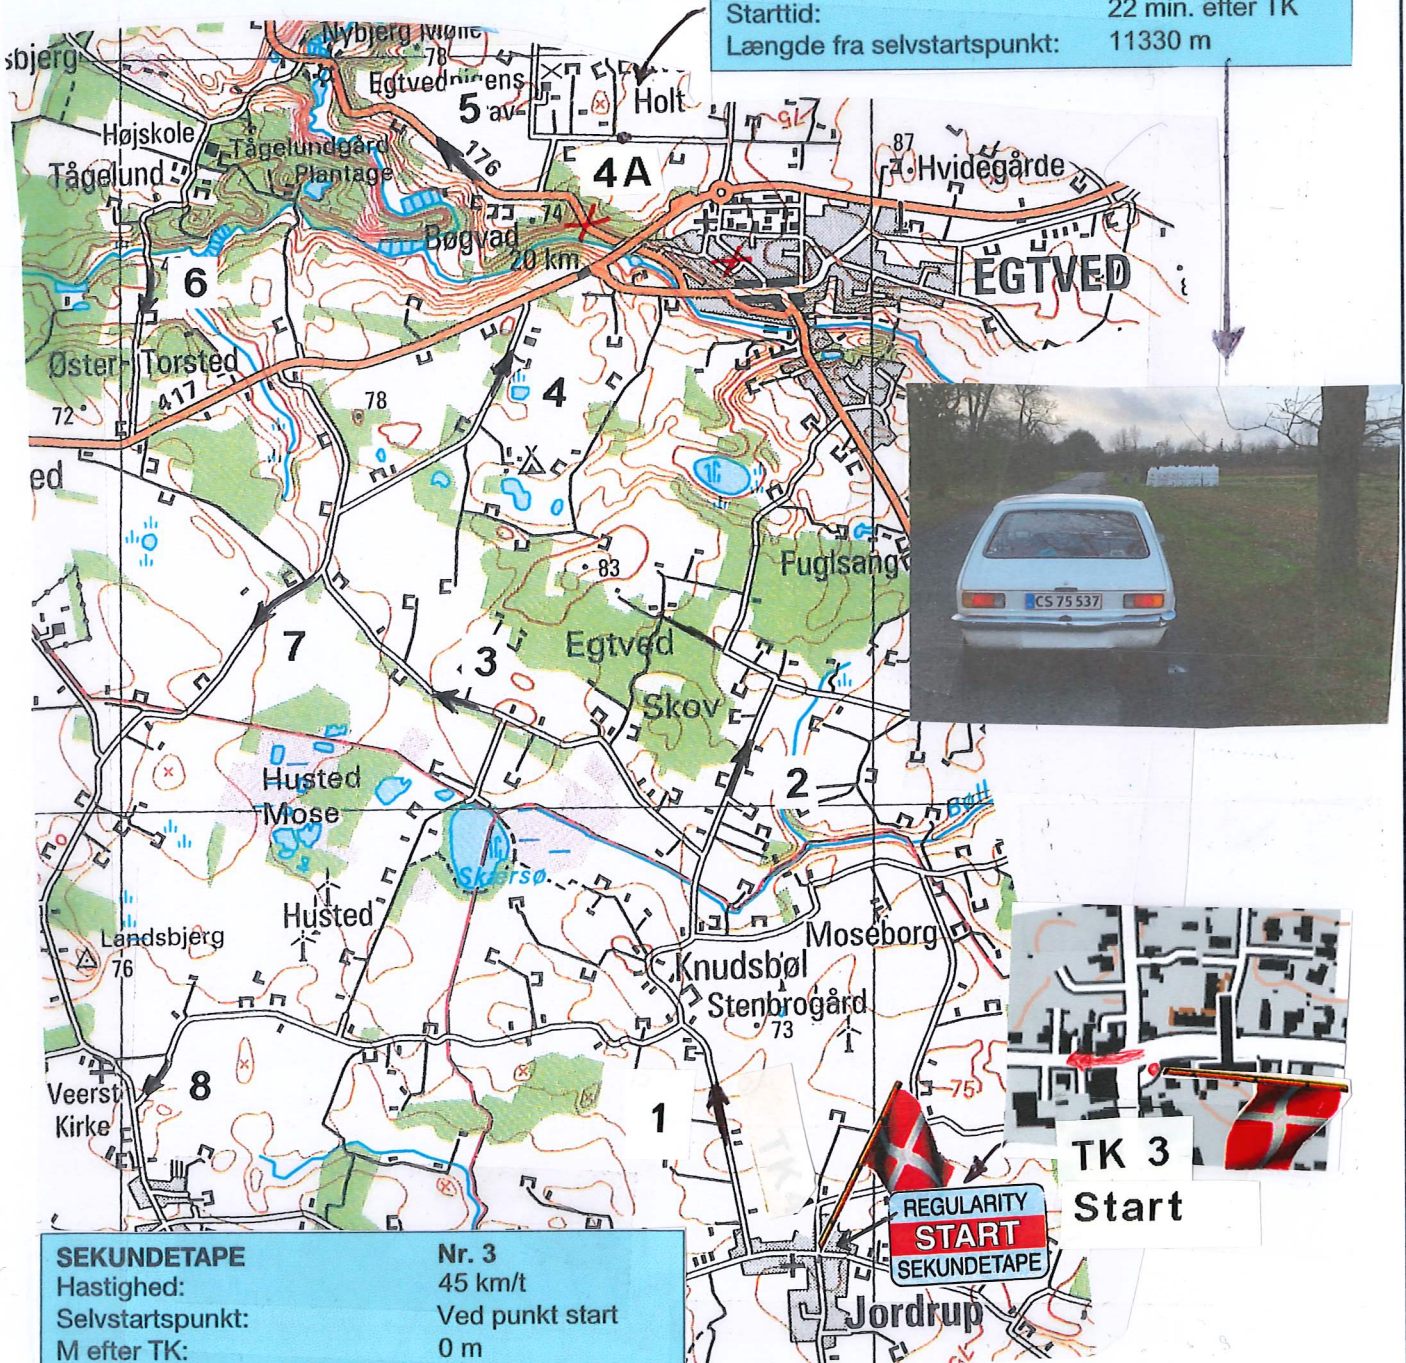 Starttid: 22 min. efter TK
Længde fra selvstartspunkt: 11330 m
Nybjerg Mølle
sbjerg
78
Egtved
5
Holt
Højskole
Tågelundgård
Plantage
Tågelund
176
4A
87
Hvidegårde
74
Bøgvad
20 km
EGTVED
6
Øster-Torsted
417
72
78
4
ed
83
Fuglsang
CS 75 537
7
3
Egtved
Skov
2
Husted
Mose
Skærsø
Husted
Landsbjerg
76
Moseborg
Knudsbøl
Stenbrogård
73
Veerst
Kirke
8
1
75
TK
TK 3
Start
REGULARITY
START
SEKUNDETAPE
Jordrup
SEKUNDETAPE Nr. 3
Hastighed: 45 km/t
Selvstartspunkt: Ved punkt start
M efter TK: 0 m